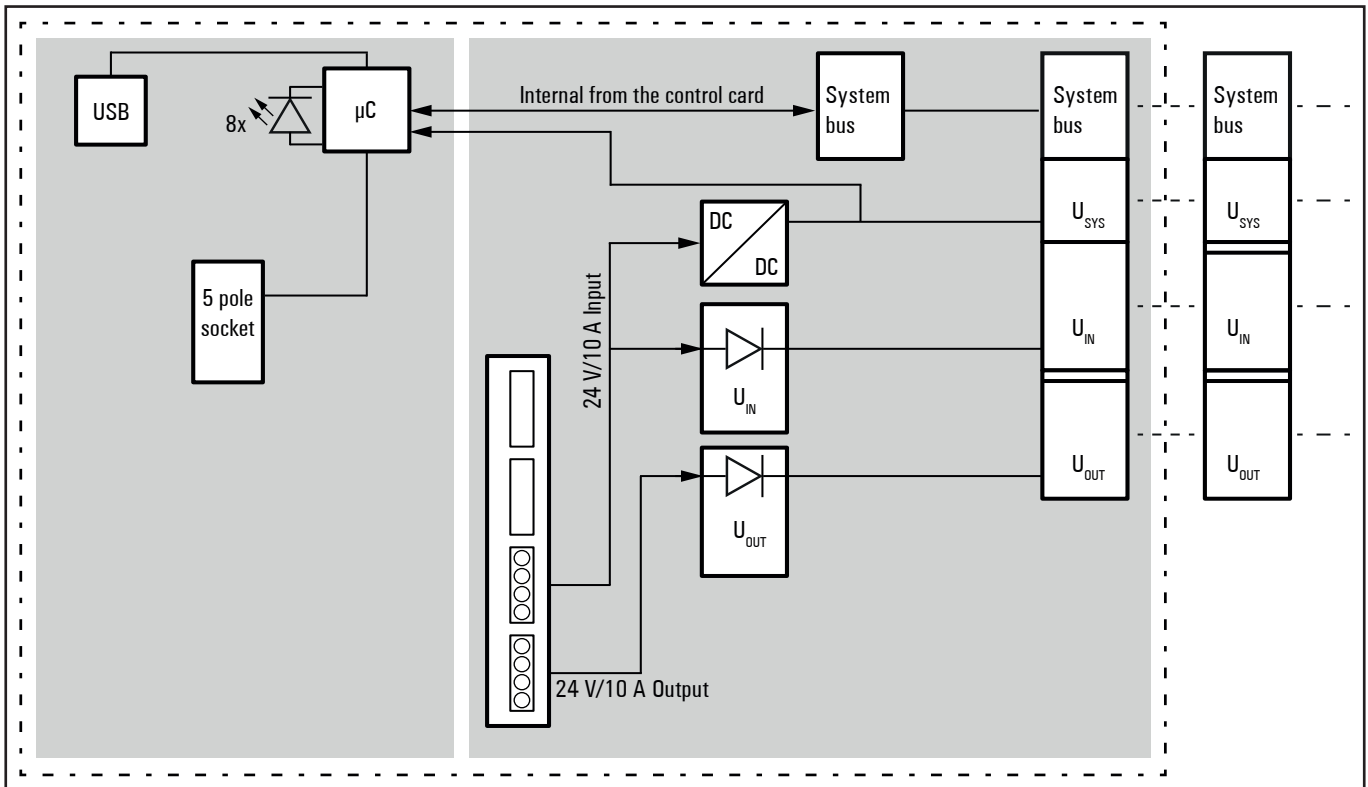 USB
8x
µC
Internal from the control card
System
bus
System
bus
System
bus
5 pole
socket
24 V/10 A Input
DC
DC
U_SYS
U_SYS
U_IN
U_IN
U_IN
U_OUT
U_OUT
U_OUT
24 V/10 A Output